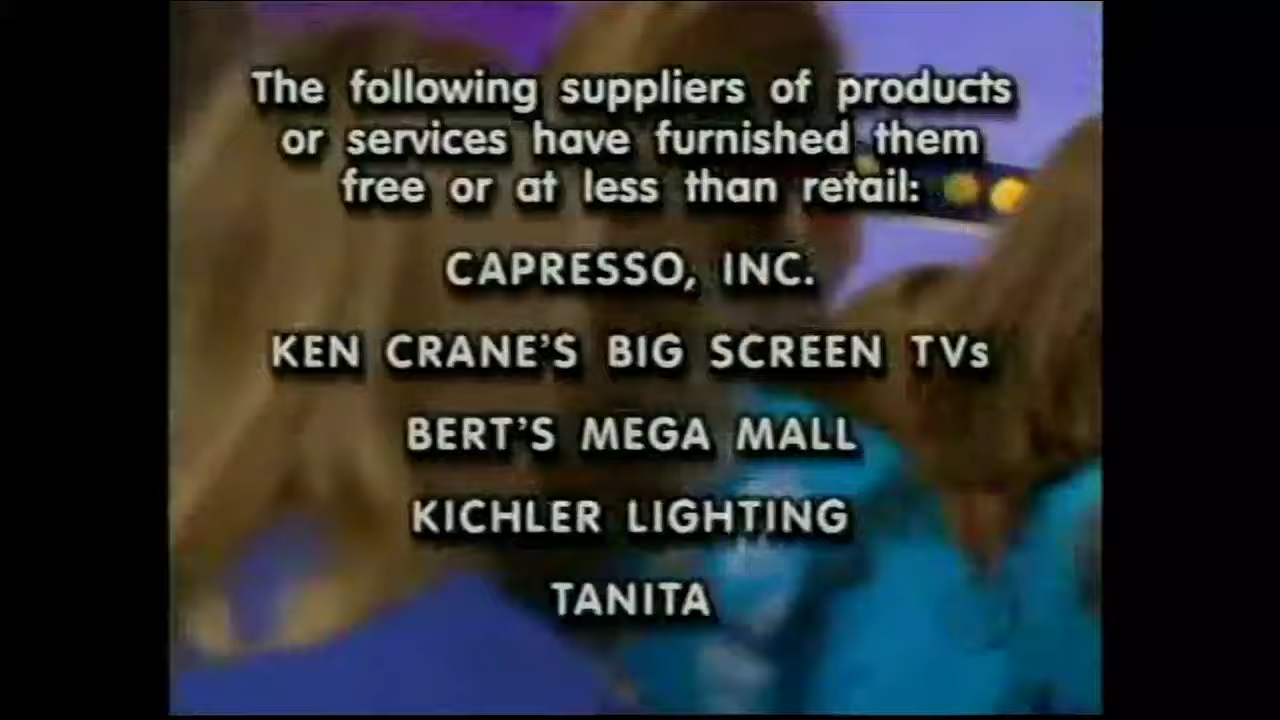 The following suppliers of products
or services have furnished them
free or at less than retail:
CAPRESSO, INC.
KEN CRANE'S BIG SCREEN TVs
BERT'S MEGA MALL
KICHLER LIGHTING
TANITA